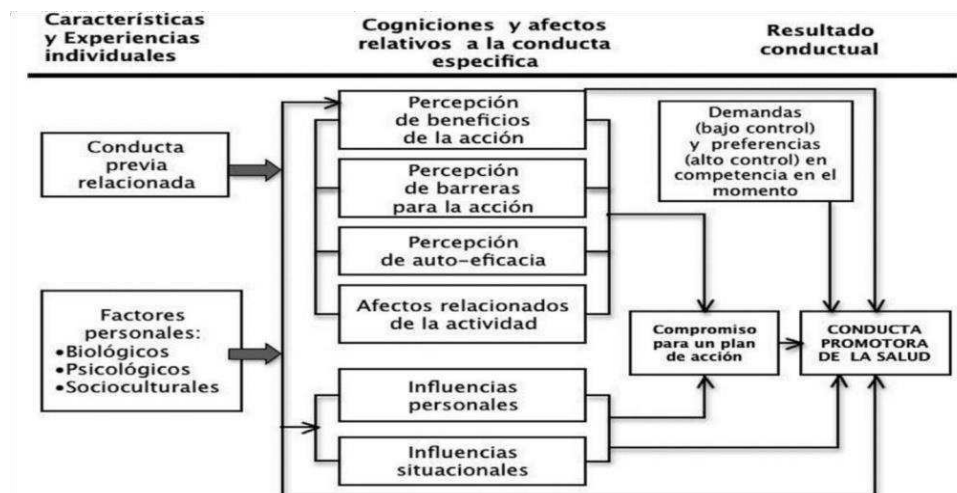 Características
y Experiencias
individuales
Cogniciones y afectos
relativos a la conducta
especifica
Resultado
conductual
Conducta
previa
relacionada
Factores
personales:
•Biológicos
•Psicológicos
•Socioculturales
Percepción
de beneficios
de la acción
Percepción
de barreras
para la acción
Percepción
de auto-eficacia
Afectos relacionados
de la actividad
Influencias
personales
Influencias
situacionales
Demandas
(bajo control)
y preferencias
(alto control) en
competencia en el
momento
Compromiso
para un plan
de acción
CONDUCTA
PROMOTORA
DE LA SALUD